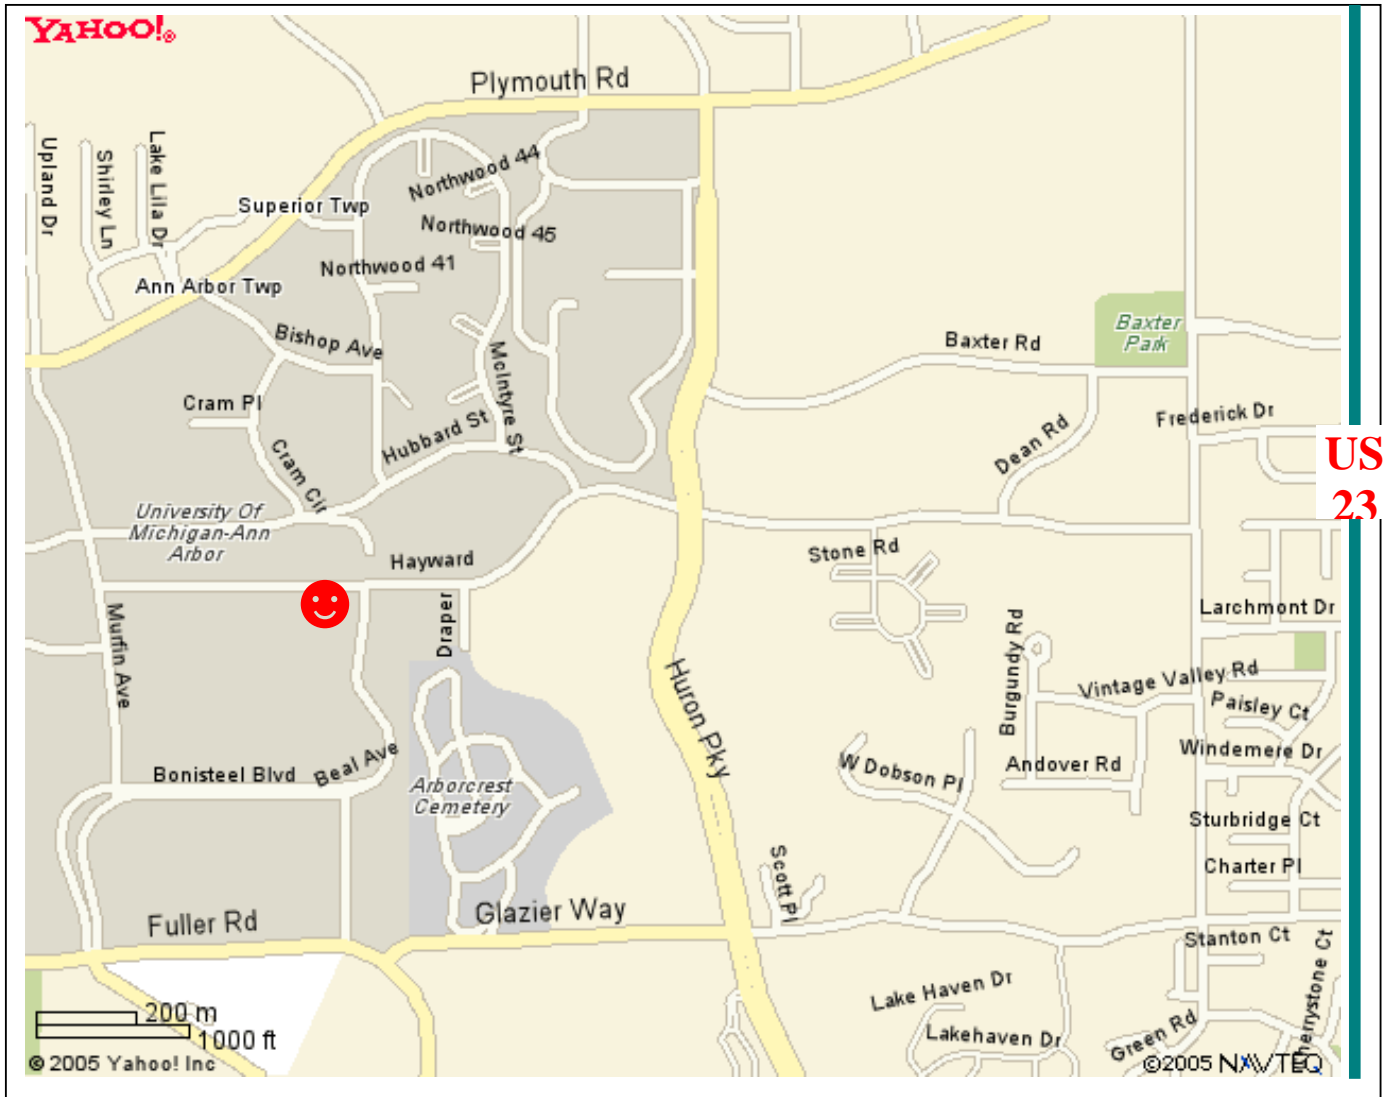 YAHOO!®
Plymouth Rd
Upland Dr
Shirley Ln
Lake Lila Dr
Northwood 44
Superior Twp
Northwood 45
Northwood 41
Ann Arbor Twp
Bishop Ave
McIntyre St
Baxter
Park
Baxter Rd
Cram Pl
Hubbard St
Frederick Dr
Dean Rd
Cram Cir
US
23
University Of
Michigan-Ann
Arbor
Hayward
Stone Rd
Draper
Larchmont Dr
Murfin Ave
Burgundy Rd
Huron Pky
Vintage Valley Rd
Paisley Ct
Windemere Dr
Bonisteel Blvd
Beal Ave
Arborcrest
Cemetery
W Dobson Pl
Andover Rd
Sturbridge Ct
Charter Pl
Scott Pl
Fuller Rd
Glazier Way
Stanton Ct
Lake Haven Dr
Lakehaven Dr
Green Rd
herrystone Ct
200 m
1000 ft
© 2005 Yahoo! Inc
©2005 NAVTEQ